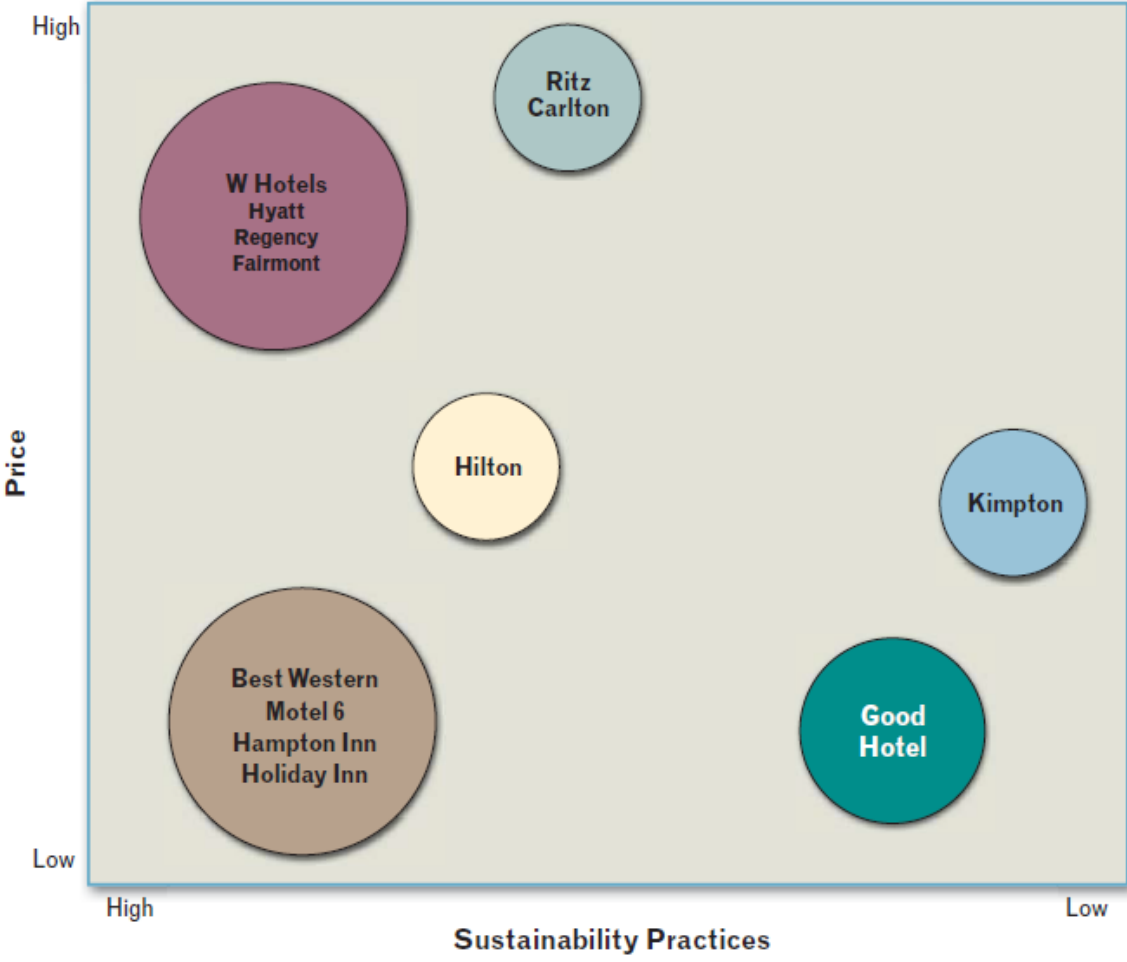 High
Ritz
Carlton
W Hotels
Hyatt
Regency
Fairmont
Price
Hilton
Kimpton
Best Western
Motel 6
Hampton Inn
Holiday Inn
Good
Hotel
Low
High
Low
Sustainability Practices